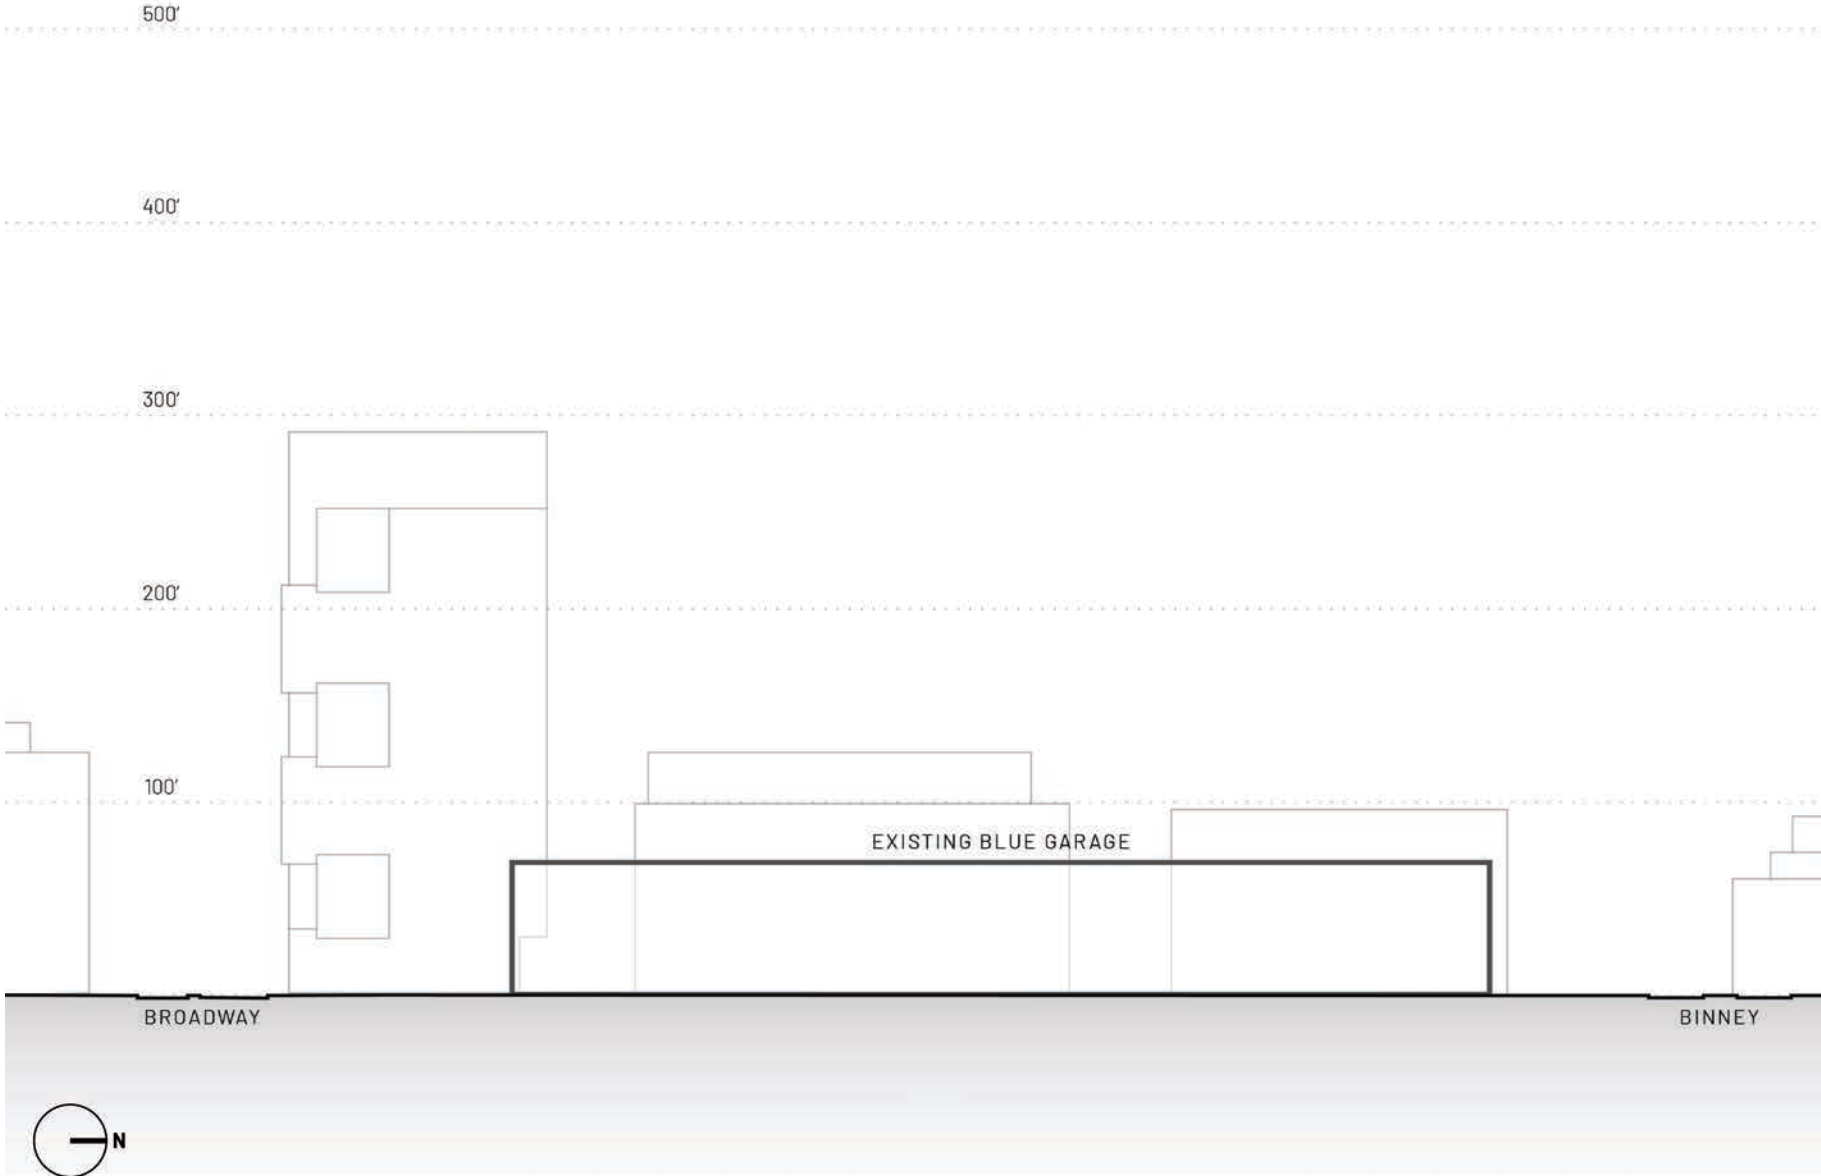 500'
400'
300'
200'
100'
EXISTING BLUE GARAGE
BROADWAY
BINNEY
N